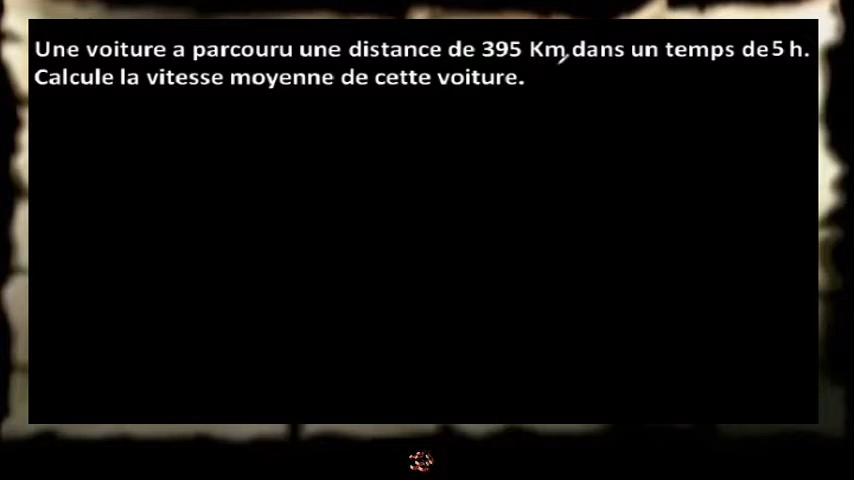 Une voiture a parcouru une distance de 395 Km, dans un temps de 5 h.
Calcule la vitesse moyenne de cette voiture.